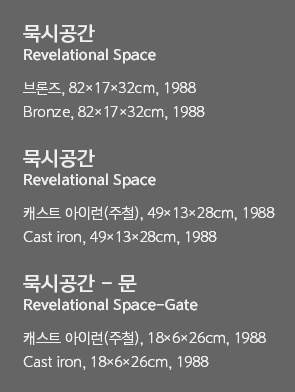 묵시공간
Revelational Space
브론즈, 82×17×32cm, 1988
Bronze, 82×17×32cm, 1988
묵시공간
Revelational Space
캐스트 아이런(주철), 49×13×28cm, 1988
Cast iron, 49×13×28cm, 1988
묵시공간 - 문
Revelational Space-Gate
캐스트 아이런(주철), 18×6×26cm, 1988
Cast iron, 18×6×26cm, 1988